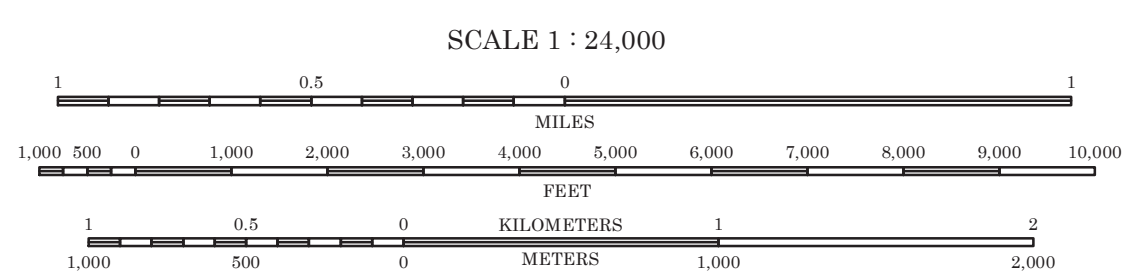 SCALE 1 : 24,000
1 0.5 0 1
MILES
1,000 500 0 1,000 2,000 3,000 4,000 5,000 6,000 7,000 8,000 9,000 10,000
FEET
1 0.5 0 KILOMETERS 1 2
1,000 500 0 METERS 1,000 2,000